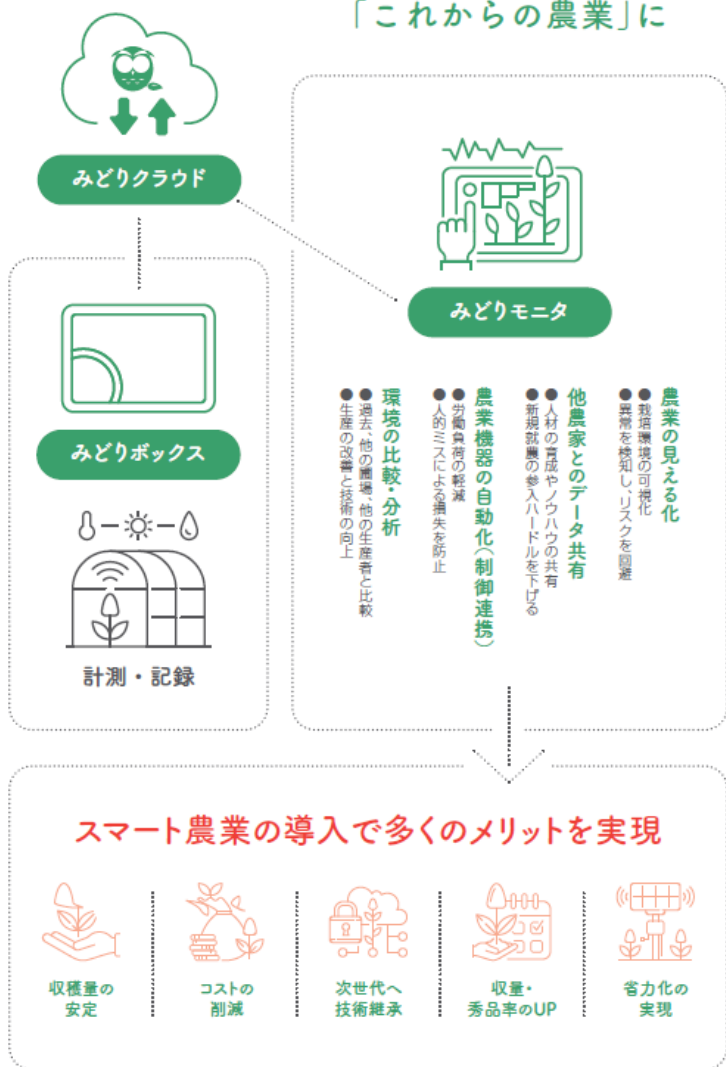 「これからの農業」に
みどりクラウド
みどりモニタ
みどりボックス
計測・記録
農業の見える化
●栽培環境の可視化
●異常を検知し、リスクを回避
他農家とのデータ共有
●人材の育成やノウハウの共有
●新規就農の参入ハードルを下げる
農業機器の自動化（制御連携）
●労働負荷の軽減
●人的ミスによる損失を防止
環境の比較・分析
●過去、他の圃場、他の生産者と比較
●生産の改善と技術の向上
スマート農業の導入で多くのメリットを実現
収穫量の
安定
コストの
削減
次世代へ
技術継承
収量・
秀品率のUP
省力化の
実現